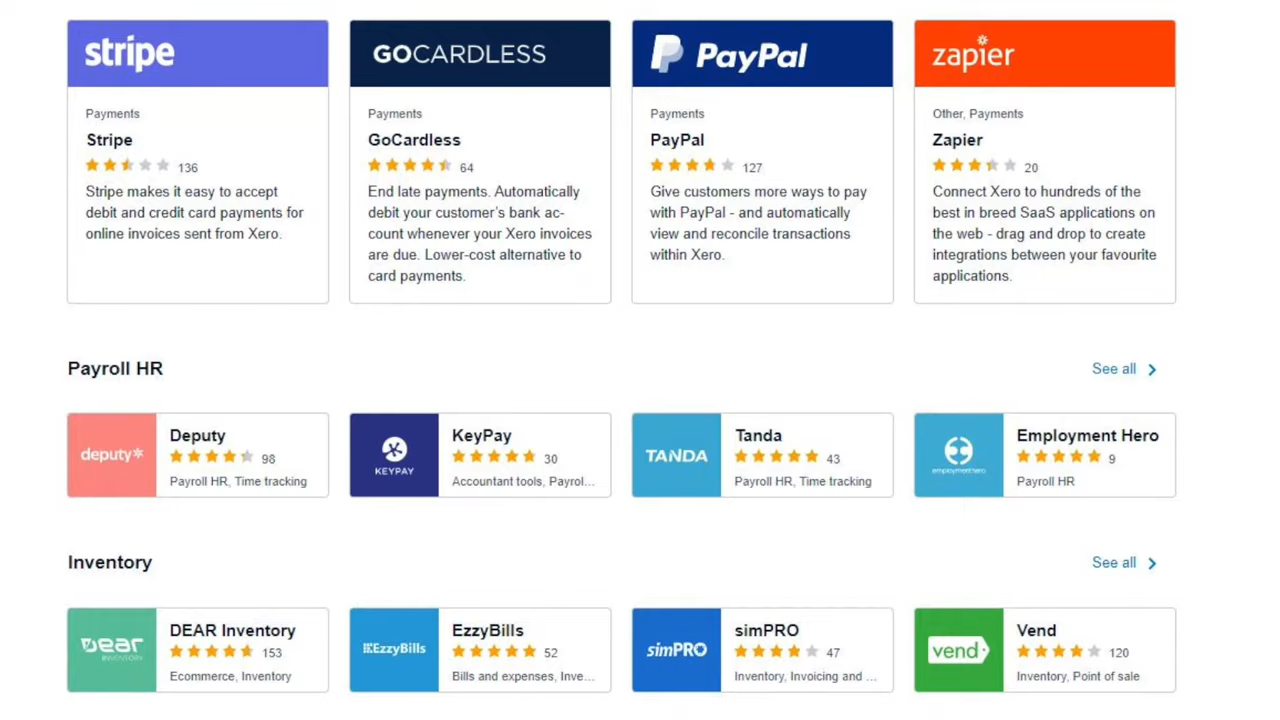 stripe
GOCARDLESS
PayPal
zapier
Payments
Stripe
136
Stripe makes it easy to accept
debit and credit card payments for
online invoices sent from Xero.
Payments
GoCardless
64
End late payments. Automatically
debit your customer's bank ac-
count whenever your Xero invoices
are due. Lower-cost alternative to
card payments.
Payments
PayPal
127
Give customers more ways to pay
with PayPal - and automatically
view and reconcile transactions
within Xero.
Other, Payments
Zapier
20
Connect Xero to hundreds of the
best in breed SaaS applications on
the web - drag and drop to create
integrations between your favourite
applications.
Payroll HR
See all
deputy
Deputy
98
Payroll HR, Time tracking
KEYPAY
KeyPay
30
Accountant tools, Payrol...
TANDA
Tanda
43
Payroll HR, Time tracking
employmenthero
Employment Hero
9
Payroll HR
Inventory
See all
Dear
INVENTORY
DEAR Inventory
153
Ecommerce, Inventory
EzzyBills
EzzyBills
52
Bills and expenses, Inve...
simPRO
simPRO
47
Inventory, Invoicing and ...
vend
Vend
120
Inventory, Point of sale